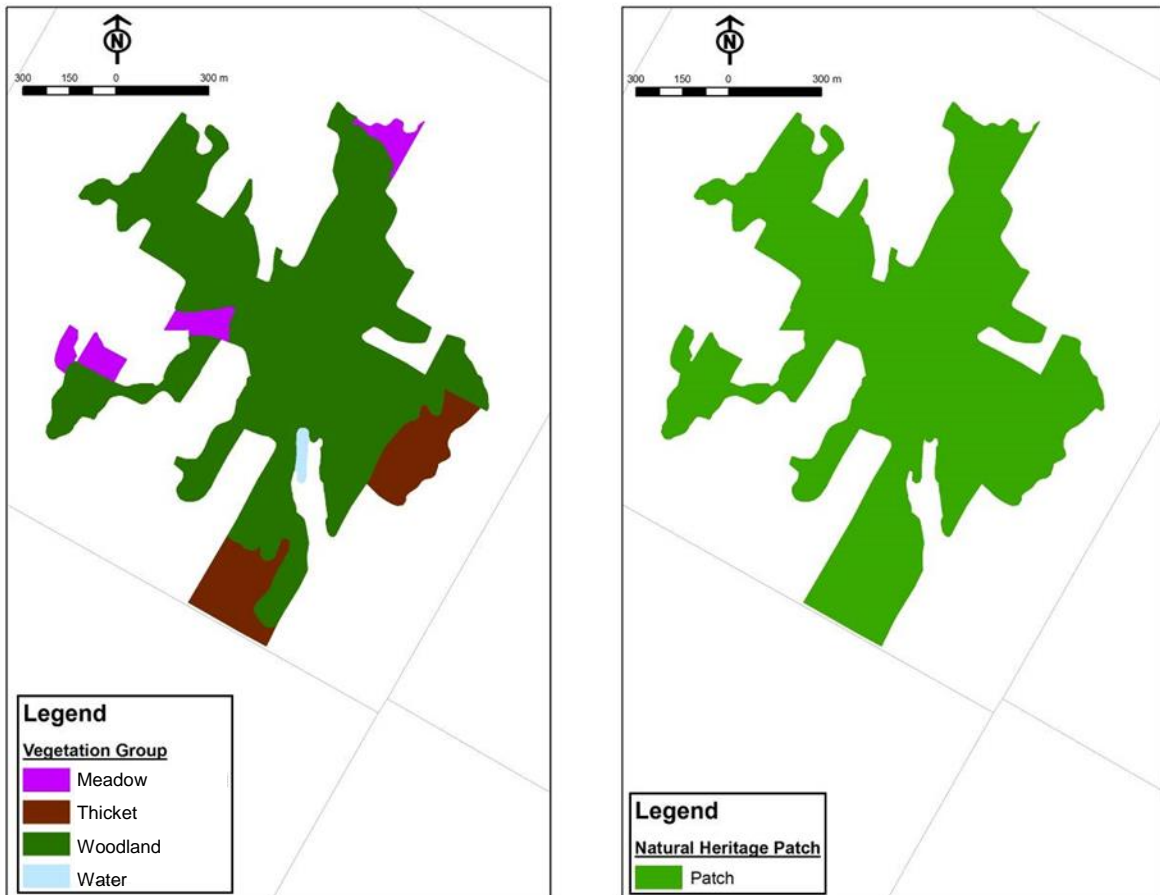 N
300 150 0 300 m
Legend
Vegetation Group
Meadow
Thicket
Woodland
Water
N
300 150 0 300 m
Legend
Natural Heritage Patch
Patch